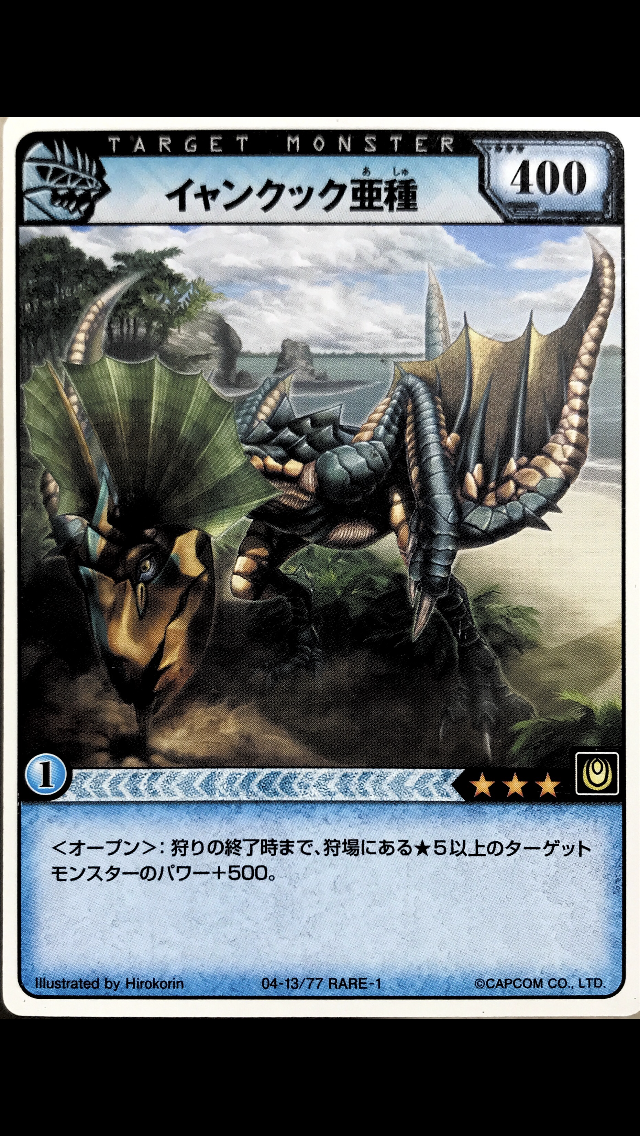 TARGET MONSTER
イャンクック亜種
あしゅ
400
1
★★★
<オープン>：狩りの終了時まで、狩場にある★5以上のターゲット
モンスターのパワー+500。
Illustrated by Hirokorin 04-13/77 RARE-1 ©CAPCOM CO., LTD.